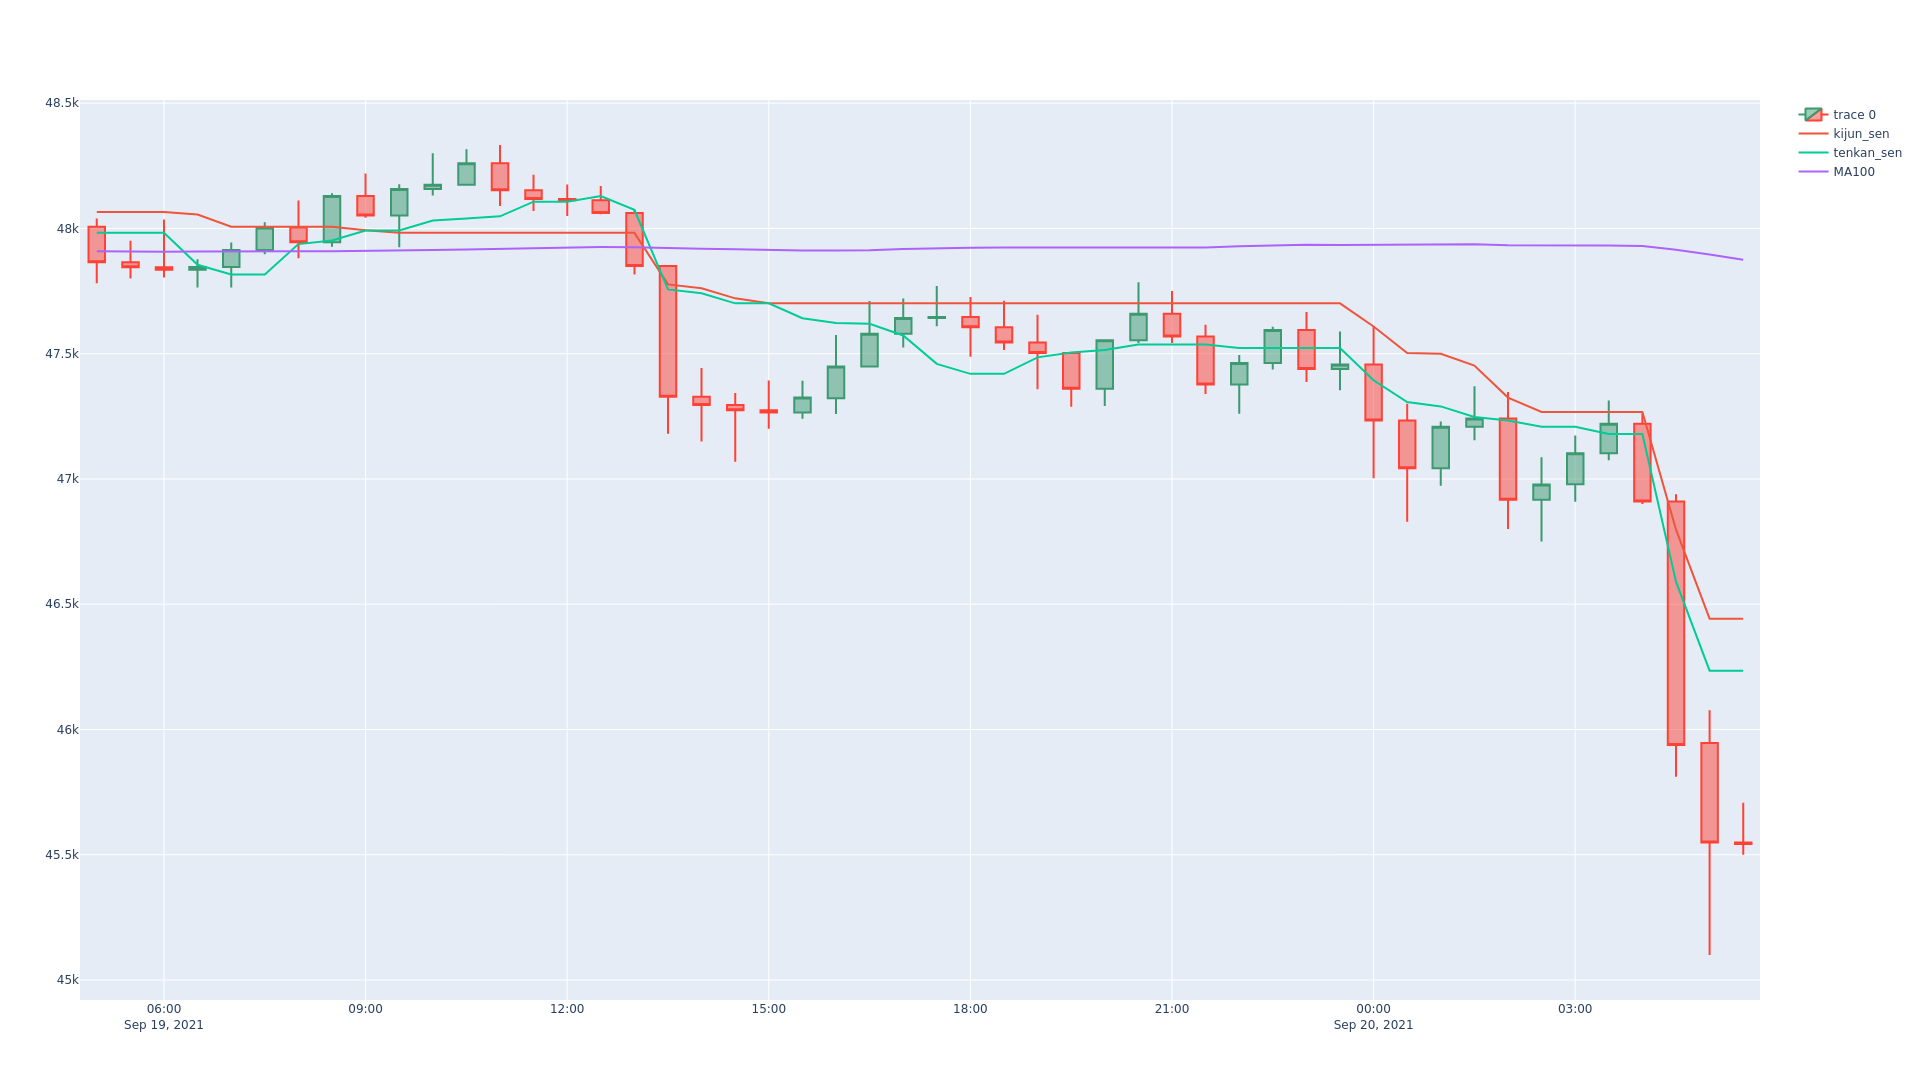 48.5k
48k
47.5k
47k
46.5k
46k
45.5k
45k
06:00
Sep 19, 2021
09:00
12:00
15:00
18:00
21:00
00:00
Sep 20, 2021
03:00
trace 0
kijun_sen
tenkan_sen
MA100